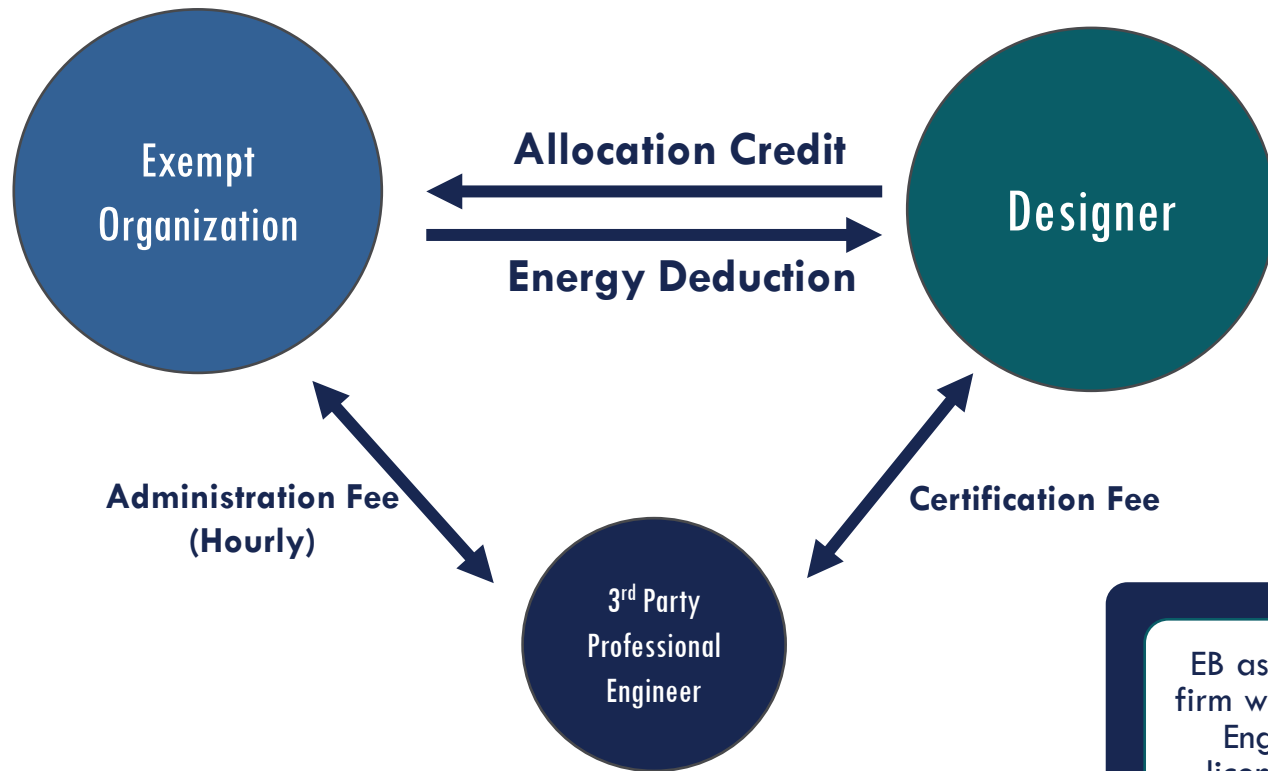 Exempt
Organization
Allocation Credit
Energy Deduction
Designer
Administration Fee
(Hourly)
Certification Fee
3rd Party
Professional
Engineer
EB as
firm w
Eng